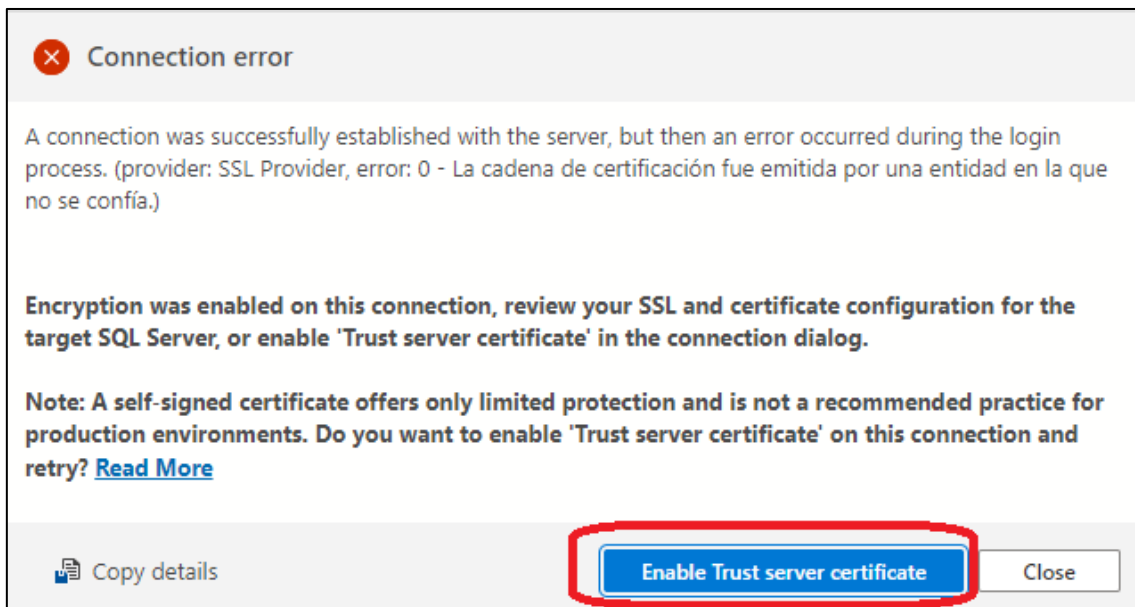 Connection error
A connection was successfully established with the server, but then an error occurred during the login
process. (provider: SSL Provider, error: 0 - La cadena de certificación fue emitida por una entidad en la que
no se confía.)
Encryption was enabled on this connection, review your SSL and certificate configuration for the
target SQL Server, or enable 'Trust server certificate' in the connection dialog.
Note: A self-signed certificate offers only limited protection and is not a recommended practice for
production environments. Do you want to enable 'Trust server certificate' on this connection and
retry? Read More
Copy details
Enable Trust server certificate
Close